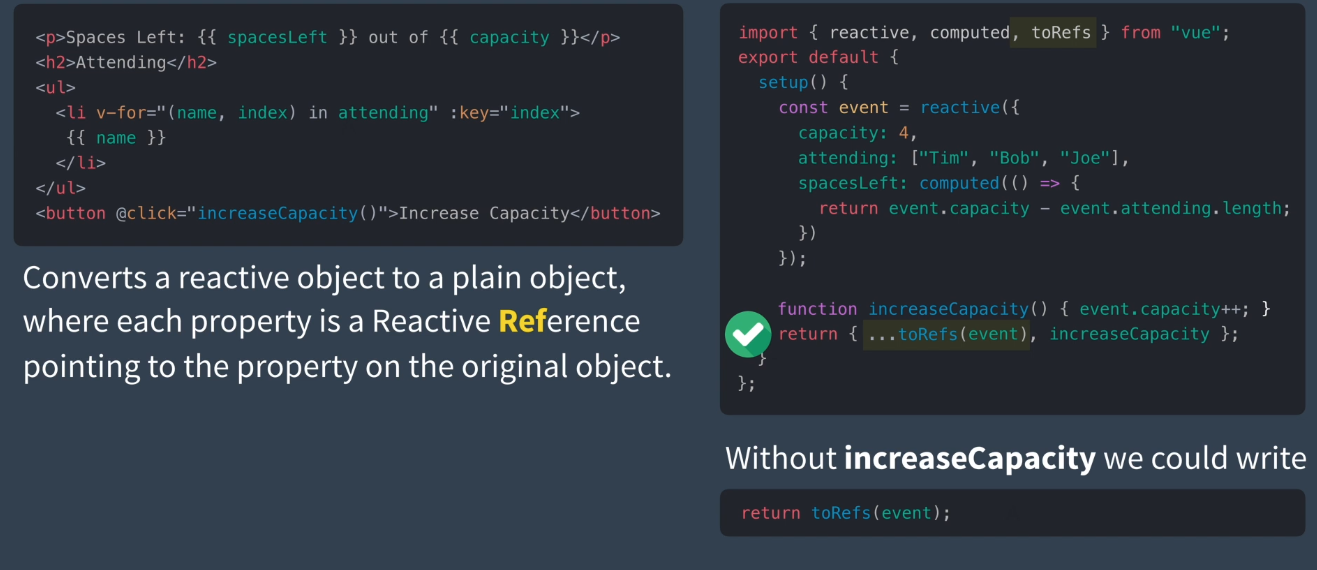 <p>Spaces Left: {{ spacesLeft }} out of {{ capacity }}</p>
<h2>Attending</h2>
<ul>
<li v-for="(name, index) in attending" :key="index">
{{ name }}
</li>
</ul>
<button @click="increaseCapacity()">Increase Capacity</button>
Converts a reactive object to a plain object,
where each property is a Reactive Reference
pointing to the property on the original object.
import { reactive, computed, toRefs } from "vue";
export default {
setup() {
const event = reactive({
capacity: 4,
attending: ["Tim", "Bob", "Joe"],
spacesLeft: computed(() => {
return event.capacity - event.attending.length;
})
});
function increaseCapacity() { event.capacity++; }
return { ...toRefs(event), increaseCapacity };
}
};
Without increaseCapacity we could write
return toRefs(event);